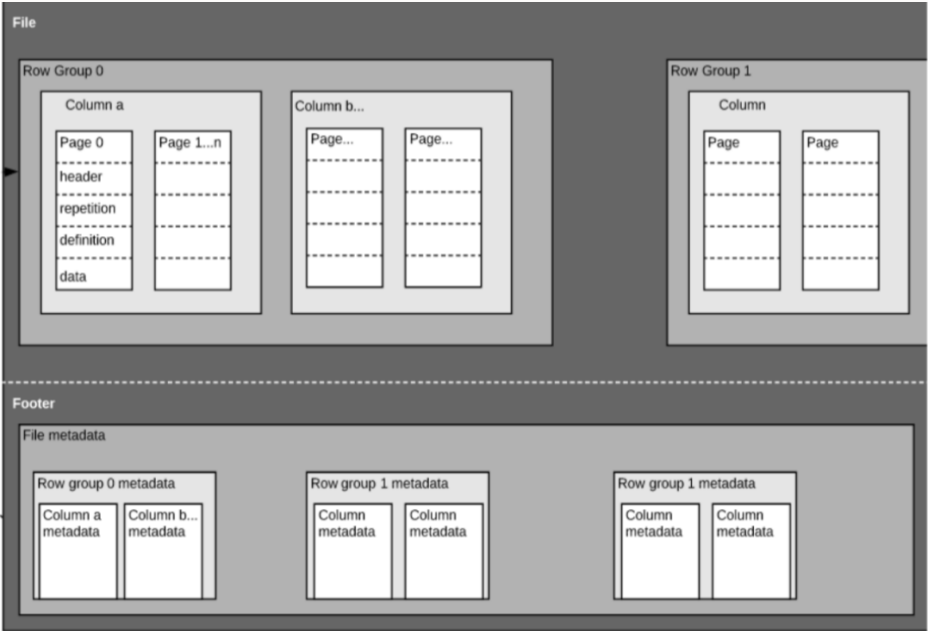 File
Row Group 0
Column a
Page 0
header
repetition
definition
data
Page 1...n
Column b...
Page...
Page...
Row Group 1
Column
Page
Page
Footer
File metadata
Row group 0 metadata
Column a
metadata
Column b...
metadata
Row group 1 metadata
Column
metadata
Column
metadata
Row group 1 metadata
Column
metadata
Column
metadata